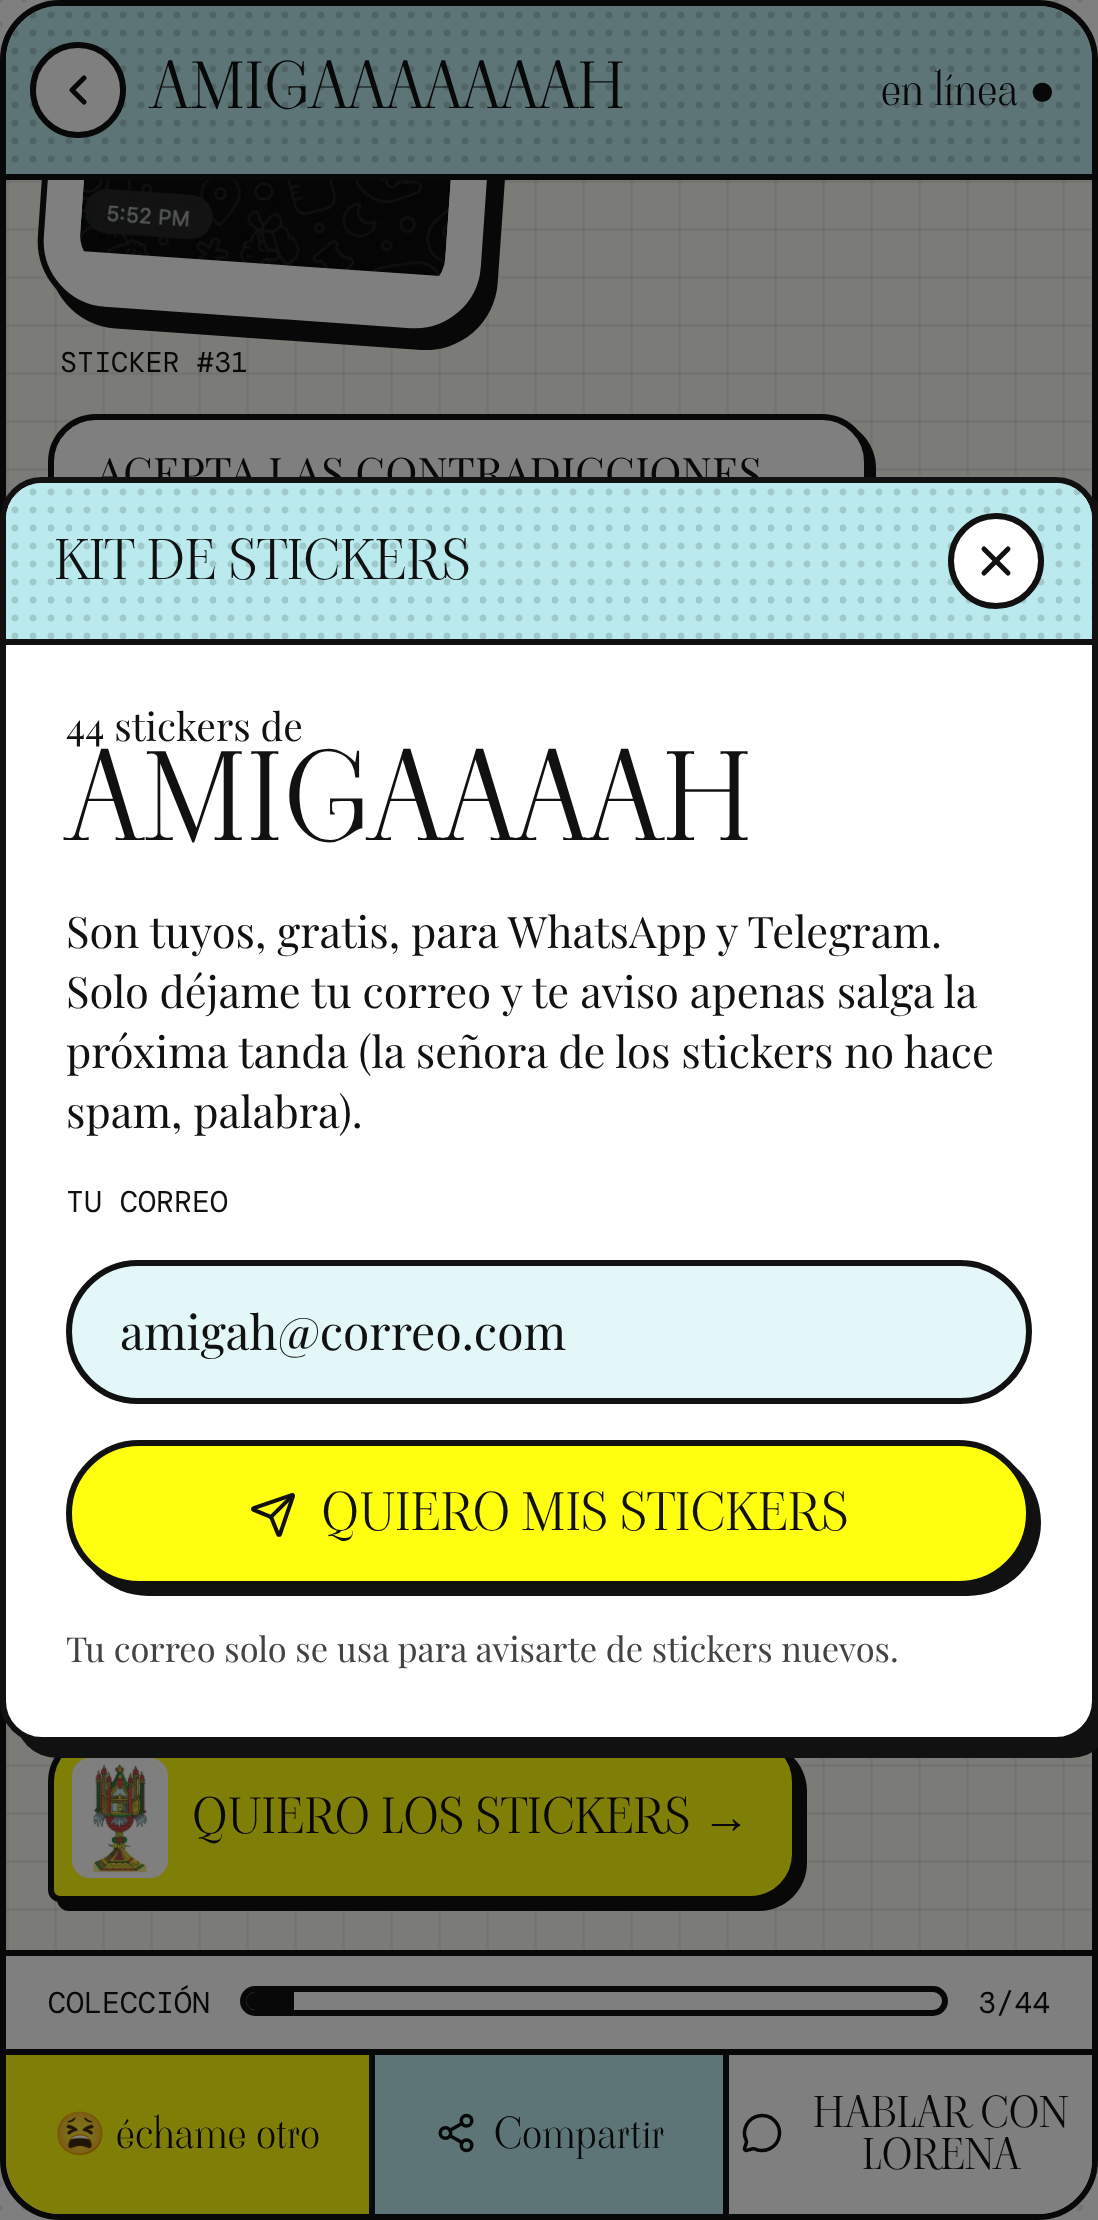 AMIGAAAAAAAH
en línea
5:52 PM
STICKER #31
ACEPTA LAS CONTRADICCIONES
KIT DE STICKERS
44 stickers de
AMIGAAAAH
Son tuyos, gratis, para WhatsApp y Telegram.
Solo déjame tu correo y te aviso apenas salga la
próxima tanda (la señora de los stickers no hace
spam, palabra).
TU CORREO
amigah@correo.com
QUIERO MIS STICKERS
Tu correo solo se usa para avisarte de stickers nuevos.
QUIERO LOS STICKERS →
COLECCIÓN
3/44
échame otro
Compartir
HABLAR CON
LORENA